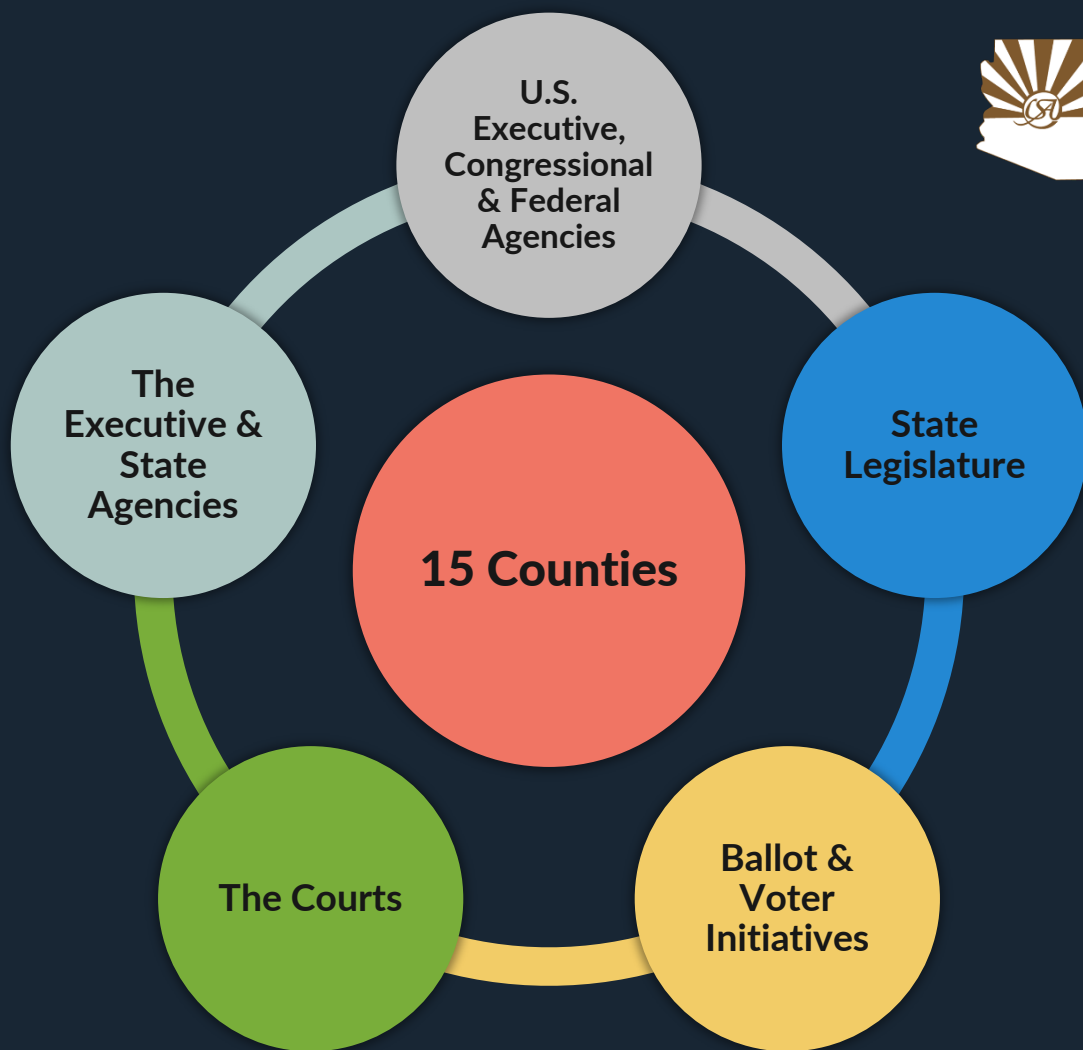 U.S.
Executive,
Congressional
& Federal
Agencies
The
Executive &
State
Agencies
State
Legislature
15 Counties
The Courts
Ballot &
Voter
Initiatives